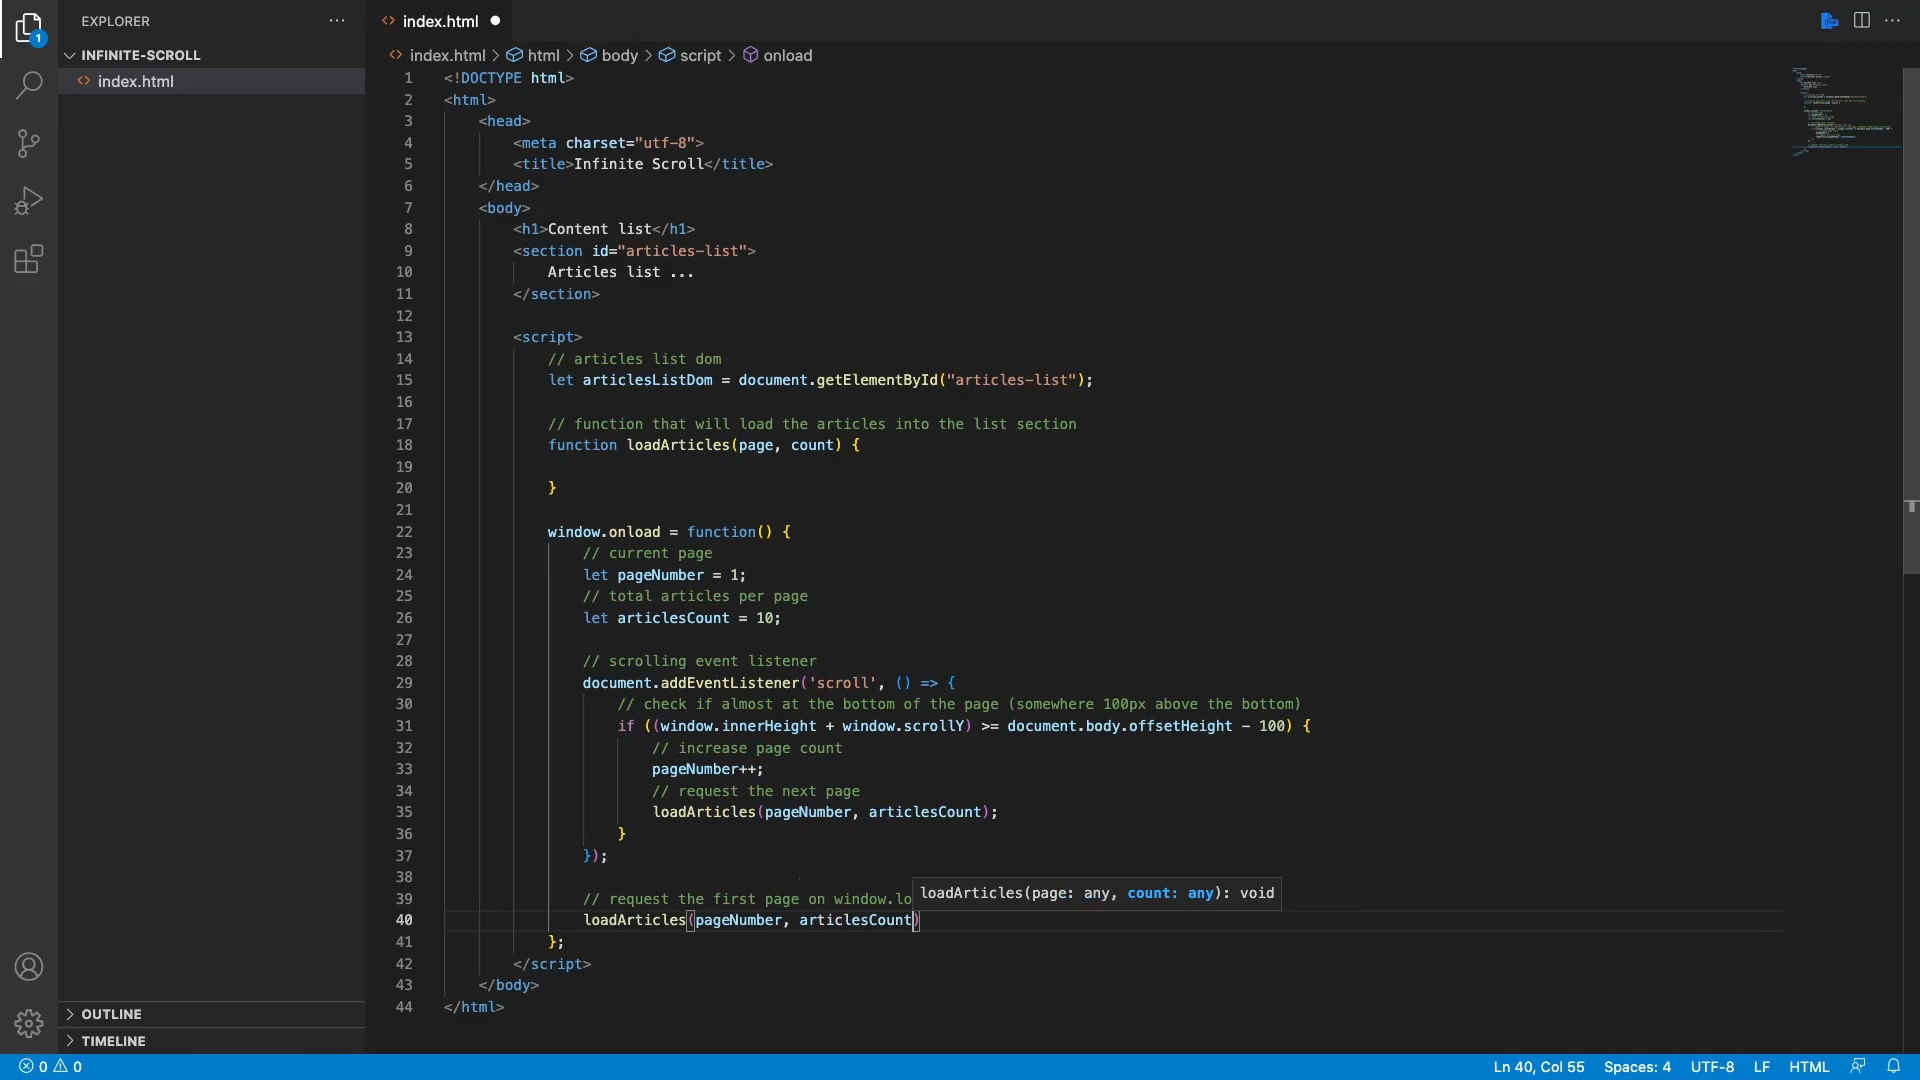 EXPLORER
INFINITE-SCROLL
index.html
1
index.html
index.html > html > body > script > onload
1 <!DOCTYPE html>
2 <html>
3 <head>
4 <meta charset="utf-8">
5 <title>Infinite Scroll</title>
6 </head>
7 <body>
8 <h1>Content list</h1>
9 <section id="articles-list">
10 Articles list ...
11 </section>
12
13 <script>
14 // articles list dom
15 let articlesListDom = document.getElementById("articles-list");
16
17 // function that will load the articles into the list section
18 function loadArticles(page, count) {
19
20 }
21
22 window.onload = function() {
23 // current page
24 let pageNumber = 1;
25 // total articles per page
26 let articlesCount = 10;
27
28 // scrolling event listener
29 document.addEventListener('scroll', () => {
30 // check if almost at the bottom of the page (somewhere 100px above the bottom)
31 if ((window.innerHeight + window.scrollY) >= document.body.offsetHeight - 100) {
32 // increase page count
33 pageNumber++;
34 // request the next page
35 loadArticles(pageNumber, articlesCount);
36 }
37 });
38
39 // request the first page on window.lo
loadArticles(page: any, count: any): void
40 loadArticles(pageNumber, articlesCount)
41 };
42 </script>
43 </body>
44 </html>
OUTLINE
TIMELINE
0 0
Ln 40, Col 55 Spaces: 4 UTF-8 LF HTML